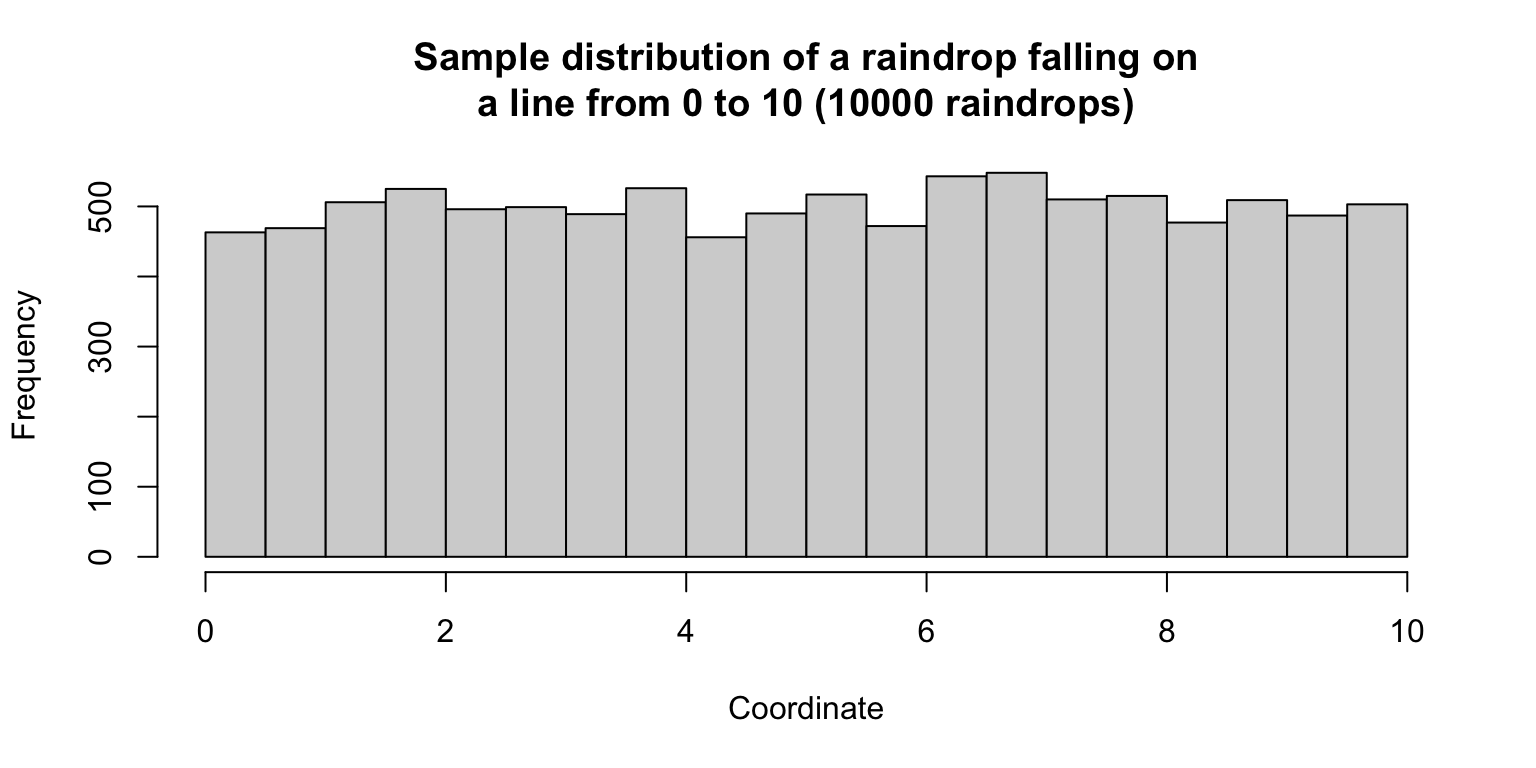 Sample distribution of a raindrop falling on
a line from 0 to 10 (10000 raindrops)
Frequency
500
300
100
0
0 2 4 6 8 10
Coordinate